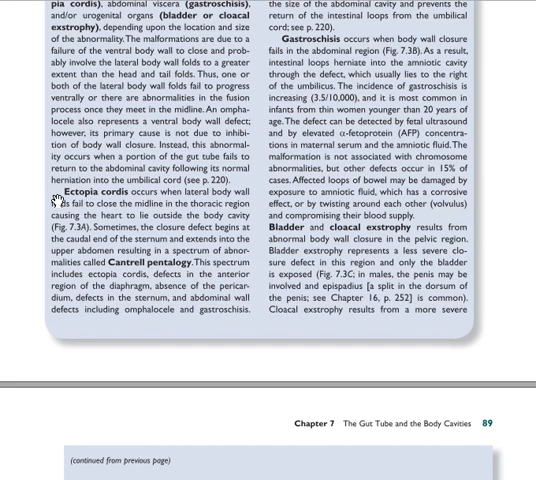 pia cordis), abdominal viscera (gastroschisis),
and/or urogenital organs (bladder or cloacal
exstrophy), depending upon the location and size
of the abnormality. The malformations are due to a
failure of the ventral body wall to close and prob-
ably involve the lateral body wall folds to a greater
extent than the head and tail folds. Thus, one or
both of the lateral body wall folds fail to progress
ventrally or there are abnormalities in the fusion
process once they meet in the midline. An ompha-
locele also represents a ventral body wall defect;
however, its primary cause is not due to inhibi-
tion of body wall closure. Instead, this abnormal-
ity occurs when a portion of the gut tube fails to
return to the abdominal cavity following its normal
herniation into the umbilical cord (see p. 220).
Ectopia cordis occurs when lateral body wall
ds fail to close the midline in the thoracic region
causing the heart to lie outside the body cavity
(Fig. 7.3A). Sometimes, the closure defect begins at
the caudal end of the sternum and extends into the
upper abdomen resulting in a spectrum of abnor-
malities called Cantrell pentalogy. This spectrum
includes ectopia cordis, defects in the anterior
region of the diaphragm, absence of the pericar-
dium, defects in the sternum, and abdominal wall
defects including omphalocele and gastroschisis.
the size of the abdominal cavity and prevents the
return of the intestinal loops from the umbilical
cord; see p. 220).
Gastroschisis occurs when body wall closure
fails in the abdominal region (Fig. 7.3B). As a result,
intestinal loops herniate into the amniotic cavity
through the defect, which usually lies to the right
of the umbilicus. The incidence of gastroschisis is
increasing (3.5/10,000), and it is most common in
infants from thin women younger than 20 years of
age. The defect can be detected by fetal ultrasound
and by elevated α-fetoprotein (AFP) concentra-
tions in maternal serum and the amniotic fluid. The
malformation is not associated with chromosome
abnormalities, but other defects occur in 15% of
cases. Affected loops of bowel may be damaged by
exposure to amniotic fluid, which has a corrosive
effect, or by twisting around each other (volvulus)
and compromising their blood supply.
Bladder and cloacal exstrophy results from
abnormal body wall closure in the pelvic region.
Bladder exstrophy represents a less severe clo-
sure defect in this region and only the bladder
is exposed (Fig. 7.3C; in males, the penis may be
involved and epispadius [a split in the dorsum of
the penis; see Chapter 16, p. 252] is common).
Cloacal exstrophy results from a more severe
Chapter 7 The Gut Tube and the Body Cavities 89
(continued from previous page)